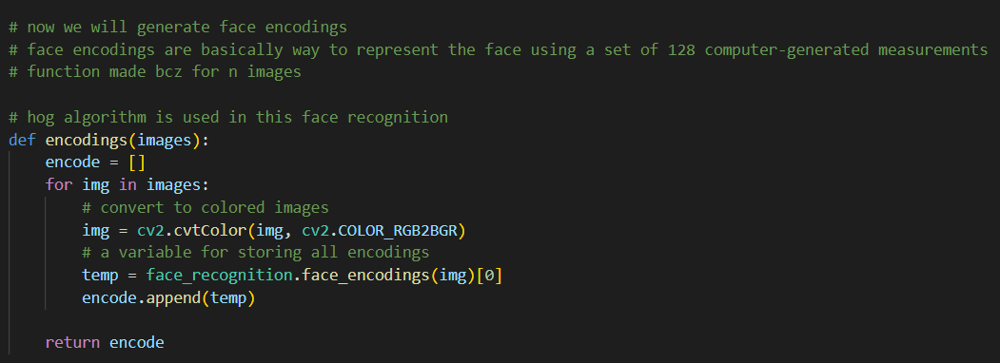 # now we will generate face encodings
# face encodings are basically way to represent the face using a set of 128 computer-generated measurements
# function made bcz for n images
# hog algorithm is used in this face recognition
def encodings(images):
    encode = []
    for img in images:
        # convert to colored images
        img = cv2.cvtColor(img, cv2.COLOR_RGB2BGR)
        # a variable for storing all encodings
        temp = face_recognition.face_encodings(img)[0]
        encode.append(temp)
    return encode